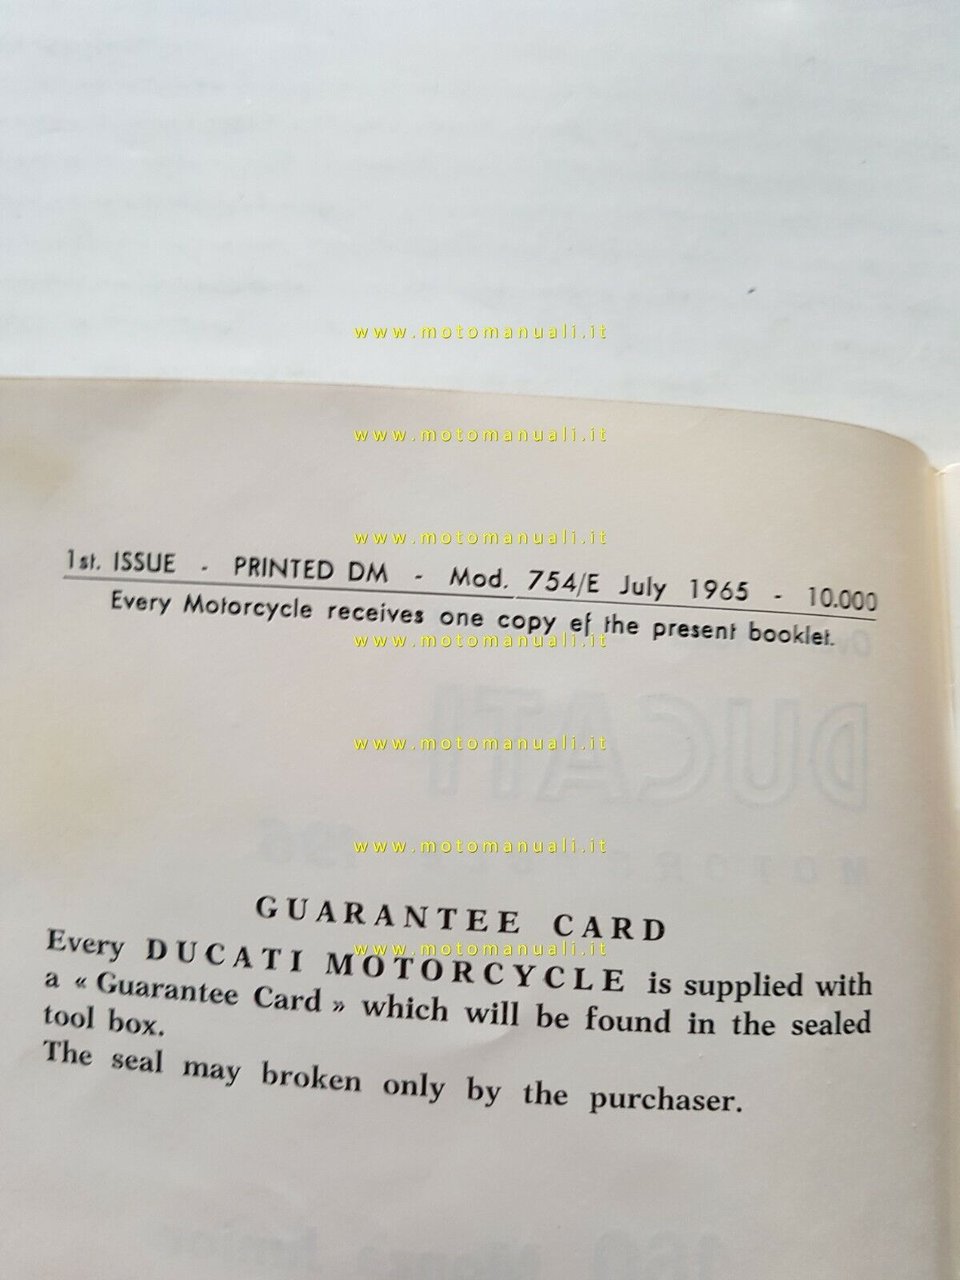 www.motomanuali.it
www.motomanuali.it
www.motomanuali.it
1st. ISSUE - PRINTED DM - Mod. 754/E July 1965 - 10.000
Every Motorcycle receives one copy ef the present booklet.
www.motomanuali.it
DUCATI
www.motomanuali.it
www.motomanuali.it
GUARANTEE CARD
www.motomanuali.it
Every DUCATI MOTORCYCLE is supplied with
a « Guarantee Card » which will be found in the sealed
tool box.
The seal may broken only by the purchaser.